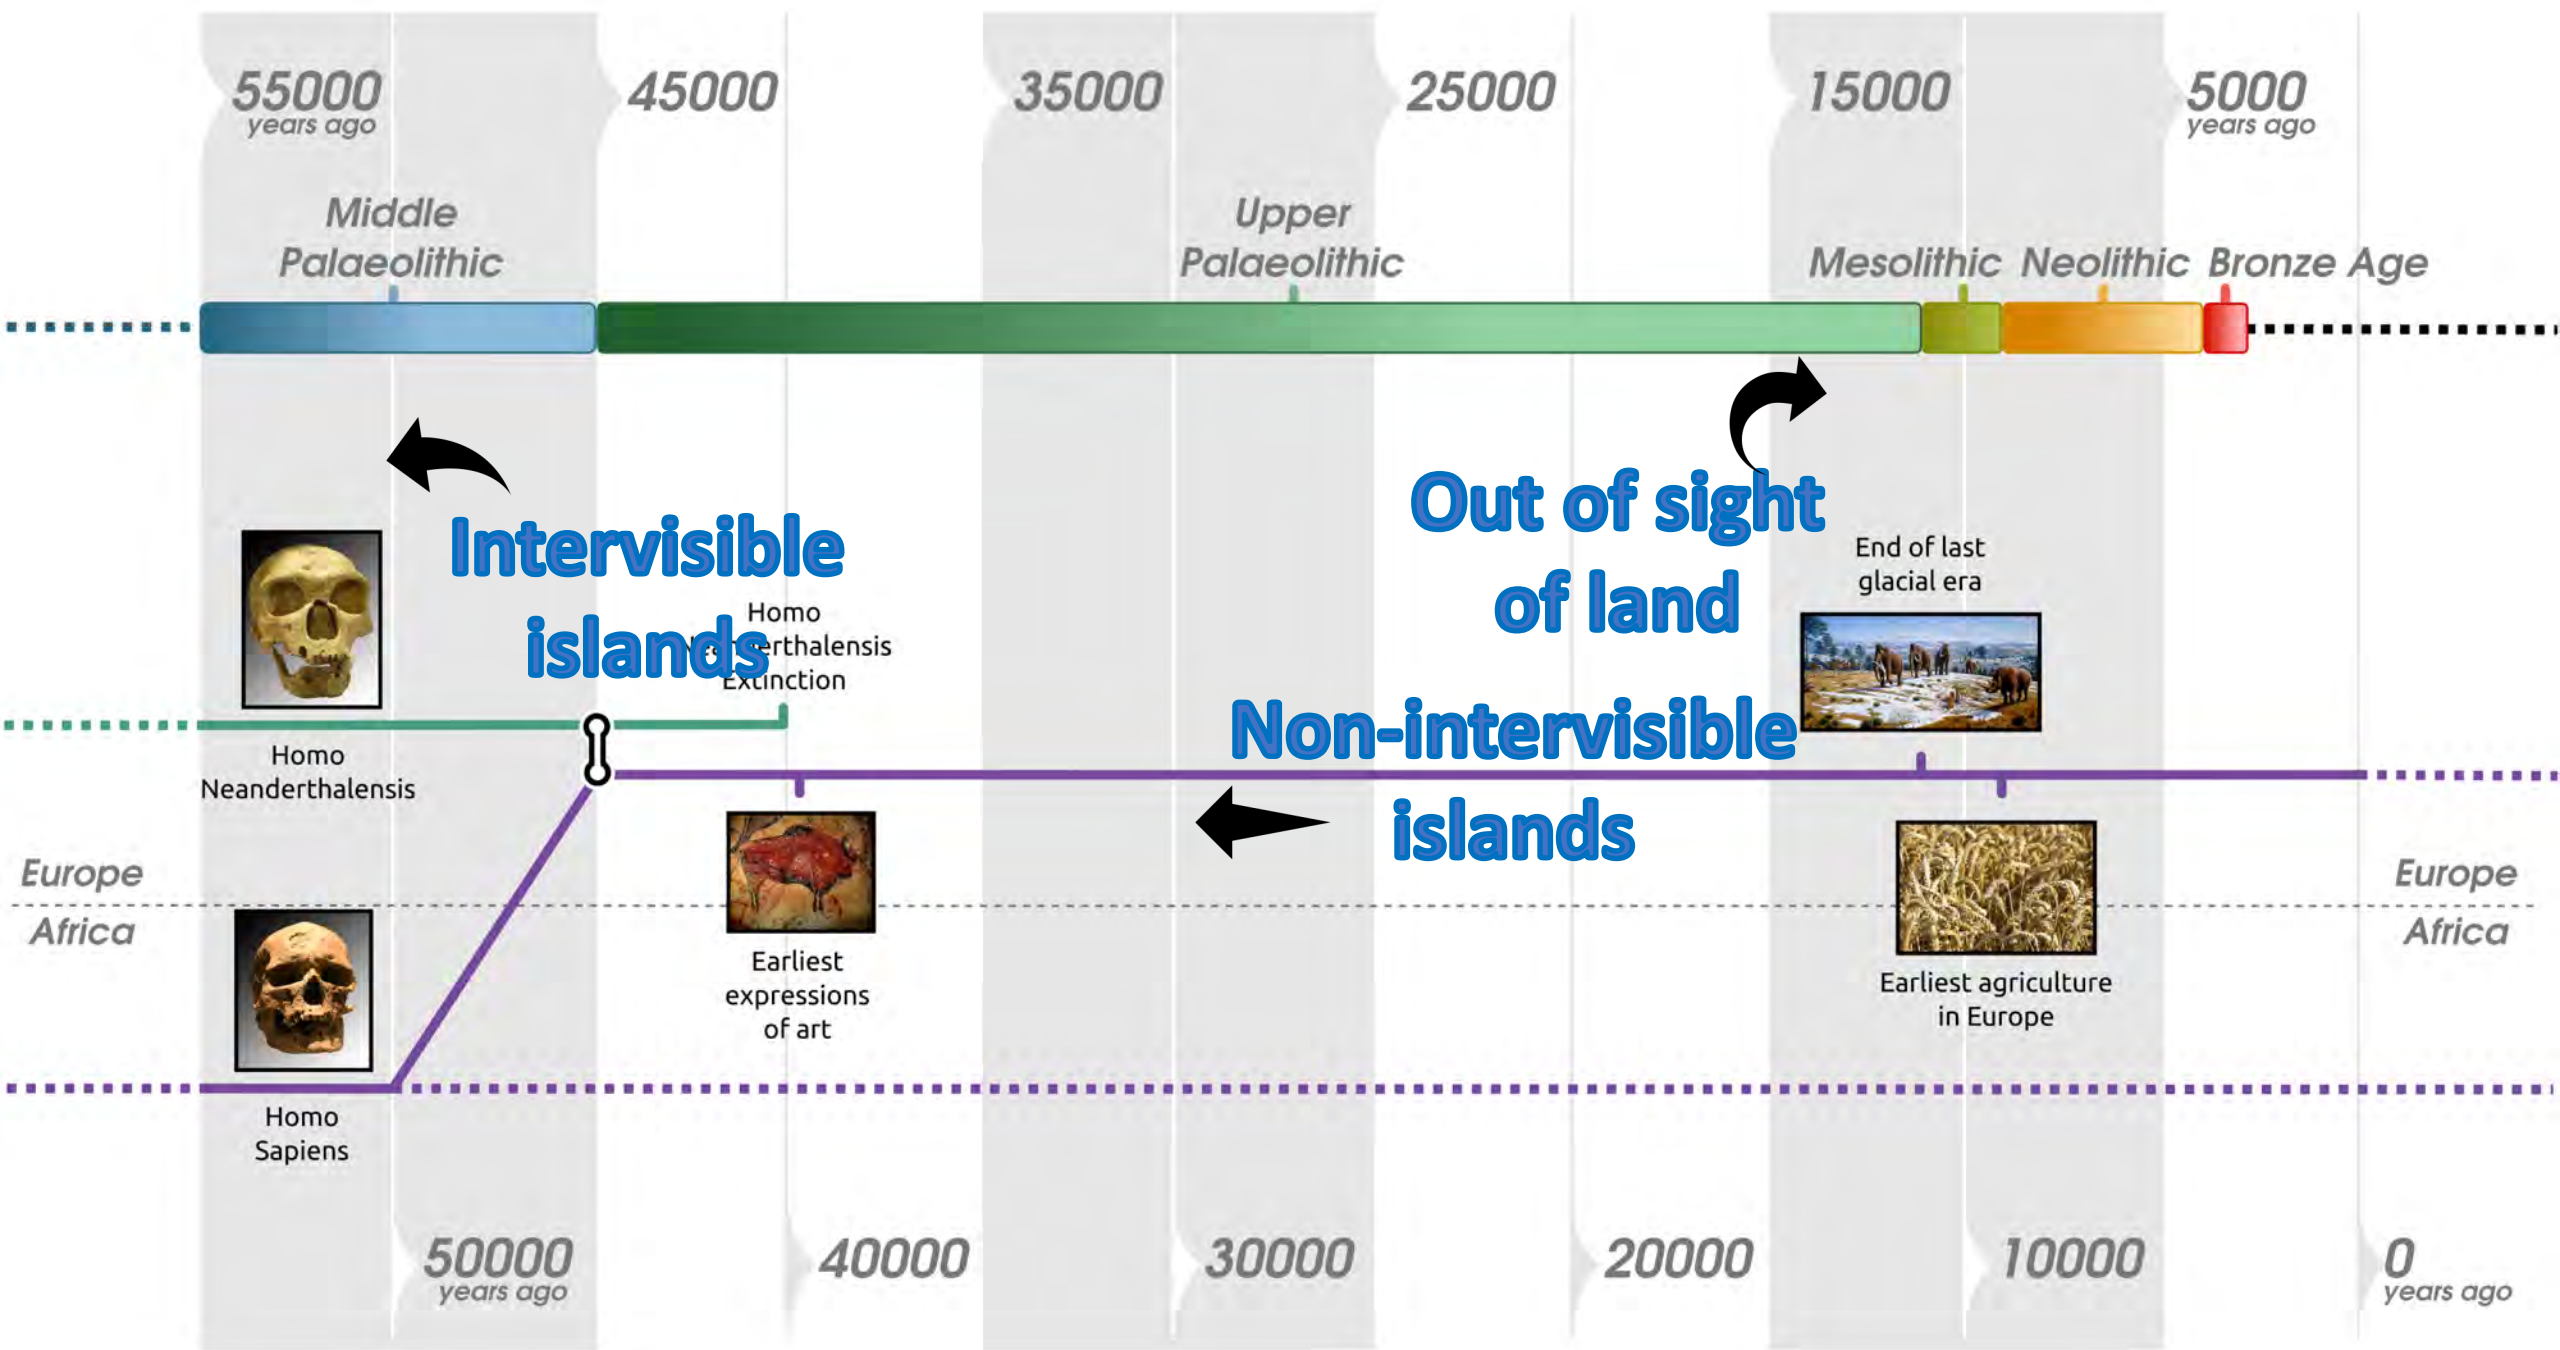 55000
years ago
45000
35000
25000
15000
5000
years ago
Middle
Palaeolithic
Upper
Palaeolithic
Mesolithic
Neolithic
Bronze Age
Intervisible
islands
Out of sight
of land
End of last
glacial era
Homo
Neanderthalensis
Extinction
Non-intervisible
islands
Homo
Neanderthalensis
Europe
Africa
Europe
Africa
Earliest
expressions
of art
Earliest agriculture
in Europe
Homo
Sapiens
50000
years ago
40000
30000
20000
10000
0
years ago